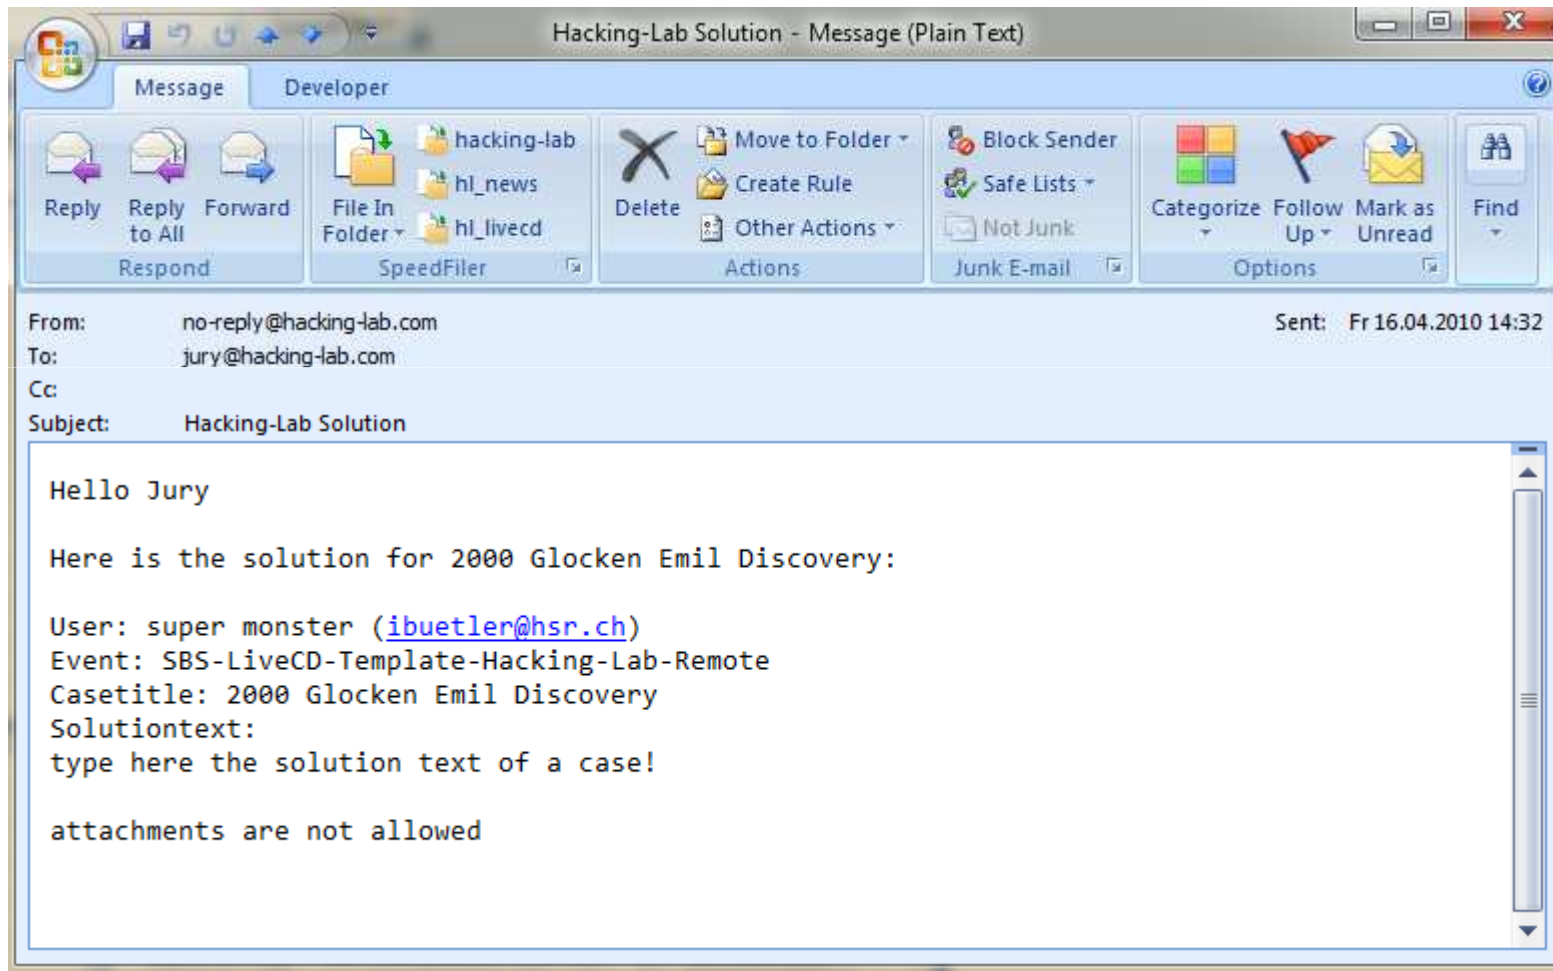 Hacking-Lab Solution - Message (Plain Text)
Message Developer
Reply
Reply to All
Forward
Respond
File In Folder
hacking-lab
hl_news
hl_livecd
SpeedFiler
Delete
Move to Folder
Create Rule
Other Actions
Actions
Block Sender
Safe Lists
Not Junk
Junk E-mail
Categorize
Follow Up
Mark as Unread
Options
Find
From: no-reply@hacking-lab.com Sent: Fr 16.04.2010 14:32
To: jury@hacking-lab.com
Cc:
Subject: Hacking-Lab Solution
Hello Jury
Here is the solution for 2000 Glocken Emil Discovery:
User: super monster (ibuetler@hsr.ch)
Event: SBS-LiveCD-Template-Hacking-Lab-Remote
Casetitle: 2000 Glocken Emil Discovery
Solutiontext:
type here the solution text of a case!
attachments are not allowed